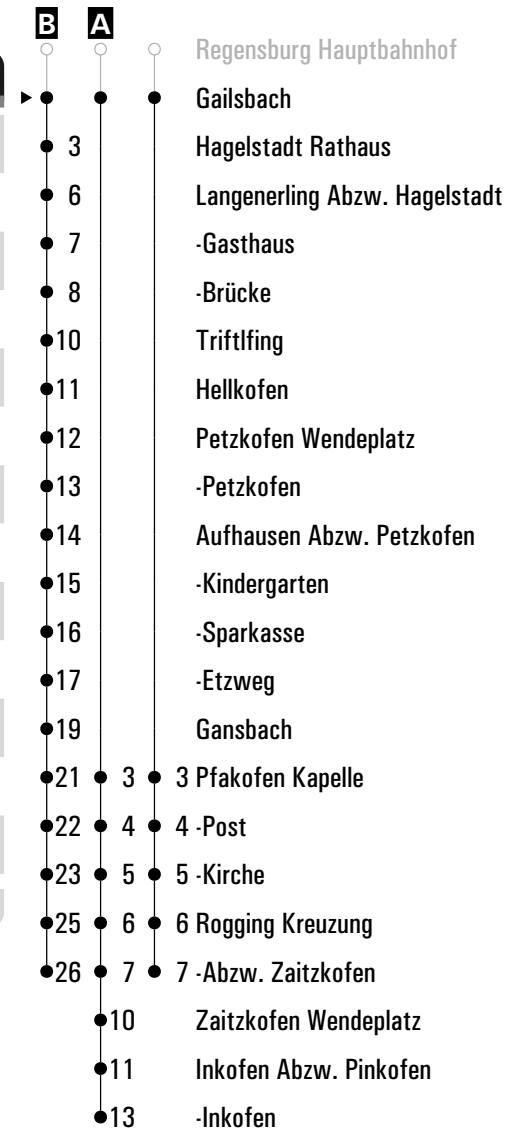 B A
Regensburg Hauptbahnhof
Gailsbach
3 Hagelstadt Rathaus
6 Langenerling Abzw. Hagelstadt
7 -Gasthaus
8 -Brücke
10 Triftlfing
11 Hellkofen
12 Petzkofen Wendeplatz
13 -Petzkofen
14 Aufhausen Abzw. Petzkofen
15 -Kindergarten
16 -Sparkasse
17 -Etzweg
19 Gansbach
21 3 3 Pfakofen Kapelle
22 4 4 -Post
23 5 5 -Kirche
25 6 6 Rogging Kreuzung
26 7 7 -Abzw. Zaitzkofen
10 Zaitzkofen Wendeplatz
11 Inkofen Abzw. Pinkofen
13 -Inkofen